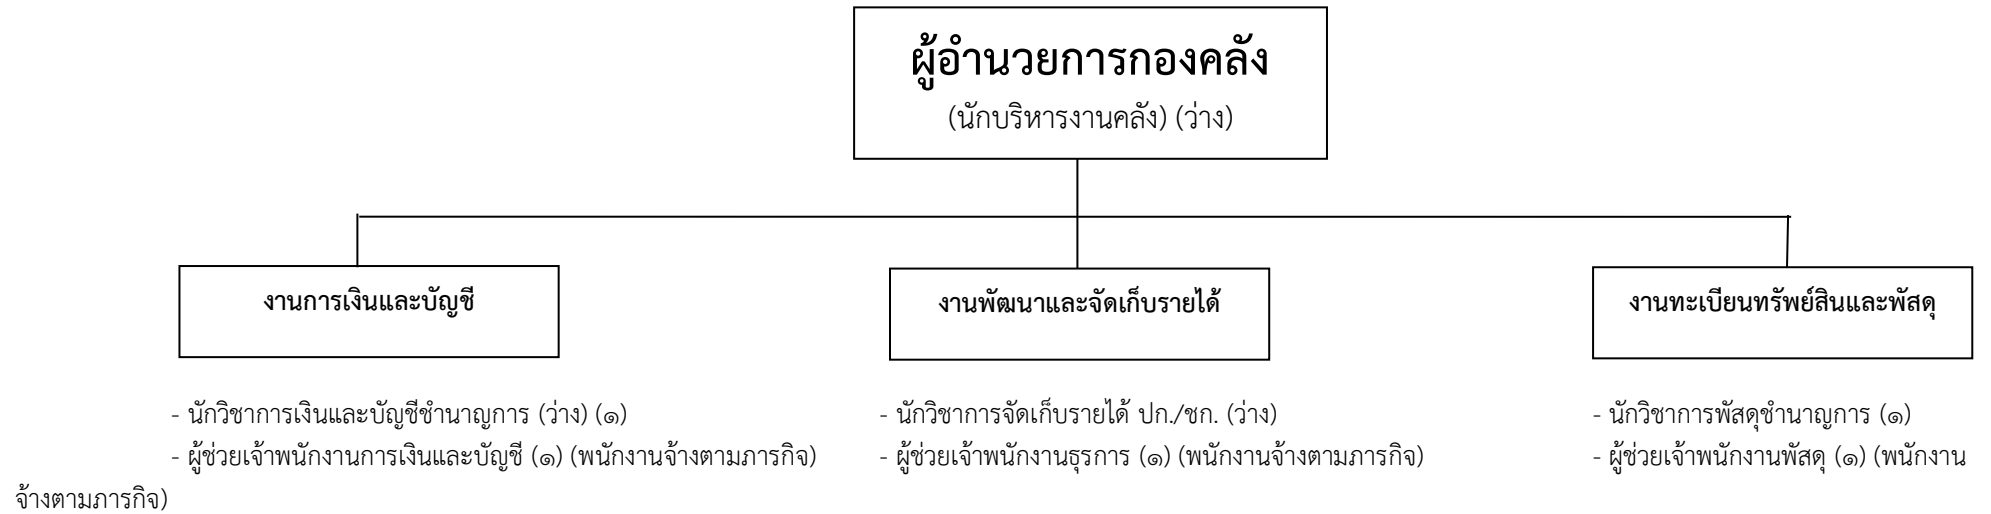 ผู้อำนวยการกองคลัง
(นักบริหารงานคลัง) (ว่าง)
งานการเงินและบัญชี
งานพัฒนาและจัดเก็บรายได้
งานทะเบียนทรัพย์สินและพัสดุ
- นักวิชาการเงินและบัญชีชำนาญการ (ว่าง) (๑)
- นักวิชาการจัดเก็บรายได้ ปก./ชก. (ว่าง)
- นักวิชาการพัสดุชำนาญการ (๑)
- ผู้ช่วยเจ้าพนักงานการเงินและบัญชี (๑) (พนักงานจ้างตามภารกิจ)
- ผู้ช่วยเจ้าพนักงานธุรการ (๑) (พนักงานจ้างตามภารกิจ)
- ผู้ช่วยเจ้าพนักงานพัสดุ (๑) (พนักงาน
จ้างตามภารกิจ)